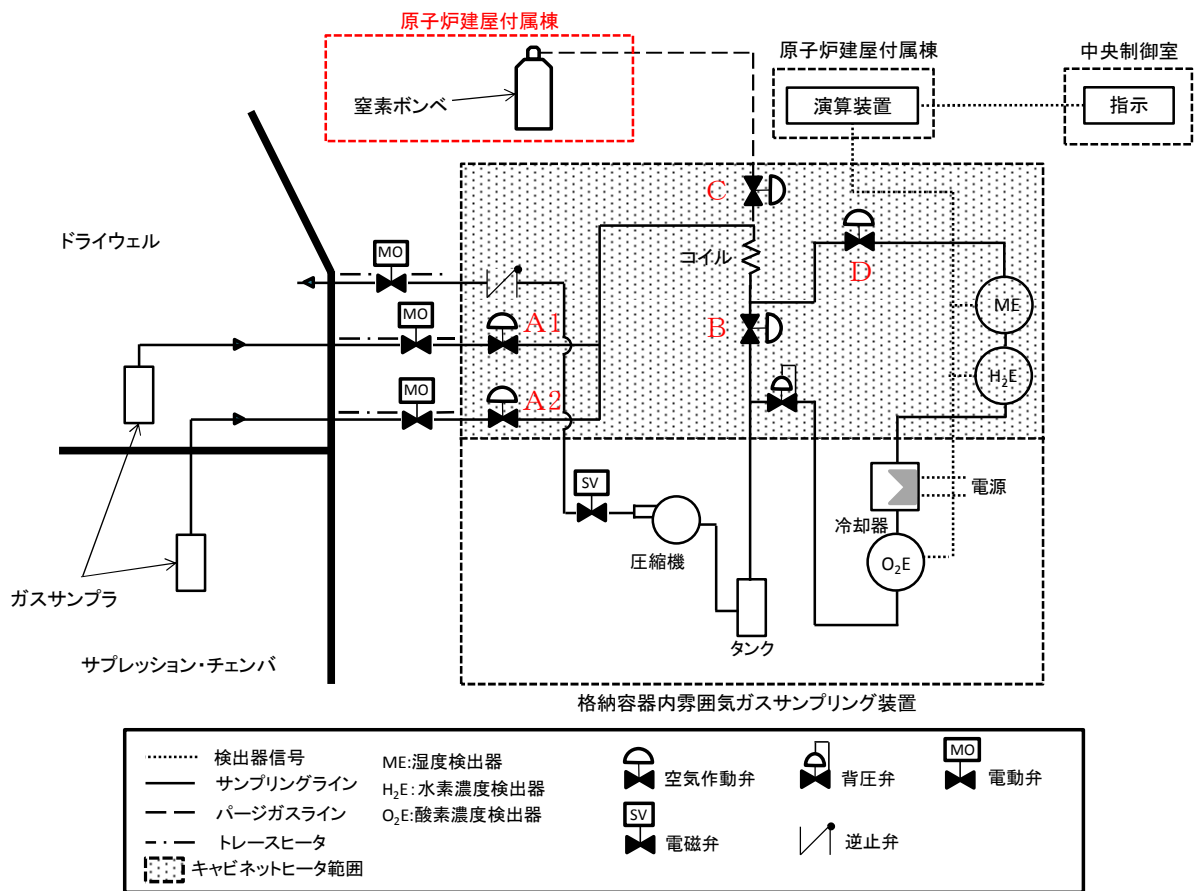 原子炉建屋付属棟
窒素ボンベ
原子炉建屋付属棟
演算装置
中央制御室
指示
ドライウェル
C
コイル
D
MO
MO
A1
B
ME
H₂E
MO
A2
SV
圧縮機
電源
冷却器
O₂E
ガスサンプラ
タンク
サプレッション・チェンバ
格納容器内雰囲気ガスサンプリング装置
検出器信号
サンプリングライン
パージガスライン
トレースヒータ
キャビネットヒータ範囲
ME:湿度検出器
H₂E:水素濃度検出器
O₂E:酸素濃度検出器
空気作動弁
背圧弁
MO
電動弁
SV
電磁弁
逆止弁